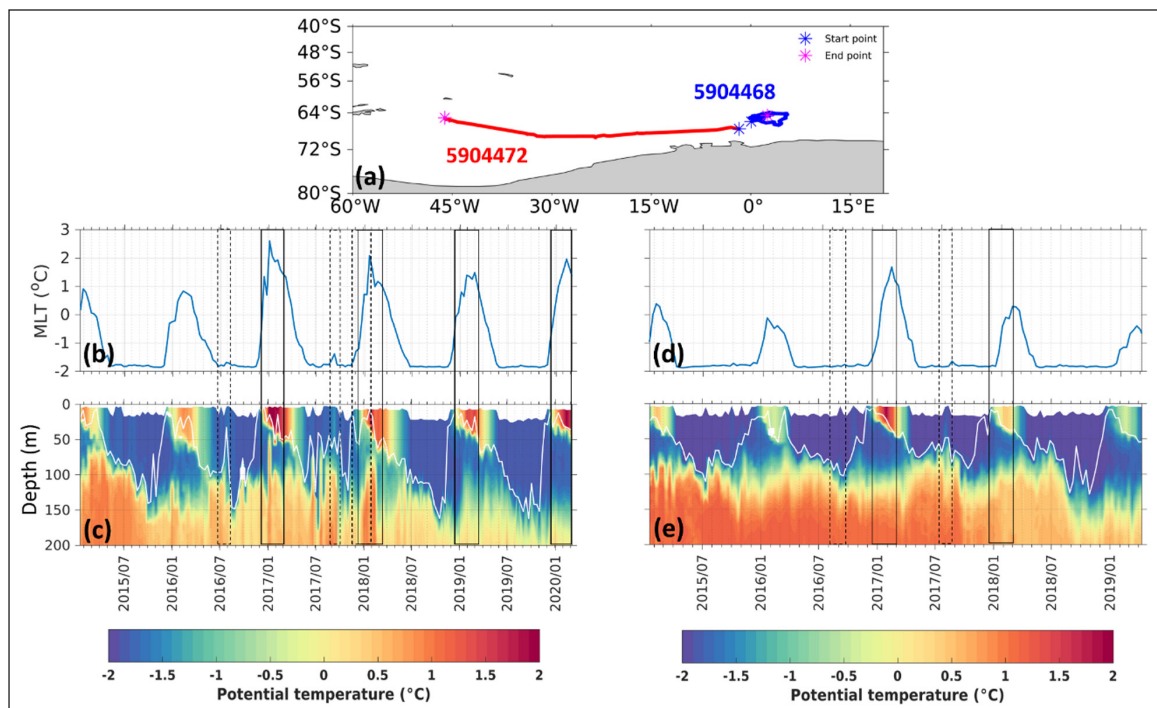 40°S
48°S
56°S
64°S
72°S
80°S
Start point
End point
5904468
5904472
(a)
60°W 45°W 30°W 15°W 0° 15°E
3
2
1
0
-1
-2
MLT (°C)
(b)
(d)
0
50
100
150
200
Depth (m)
(c)
(e)
2015/07 2016/01 2016/07 2017/01 2017/07 2018/01 2018/07 2019/01 2019/07 2020/01
2015/07 2016/01 2016/07 2017/01 2017/07 2018/01 2018/07 2019/01
-2 -1.5 -1 -0.5 0 0.5 1 1.5 2
Potential temperature (°C)
-2 -1.5 -1 -0.5 0 0.5 1 1.5 2
Potential temperature (°C)